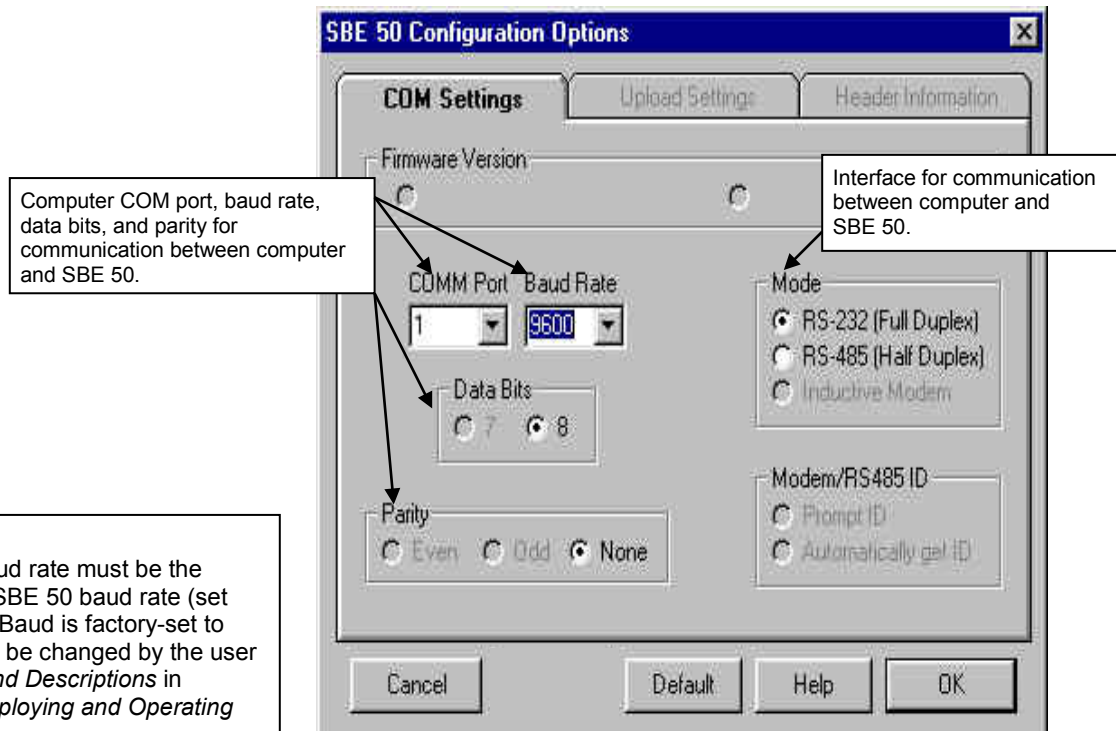 SBE 50 Configuration Options
COM Settings
Upload Settings
Header Information
Firmware Version
Computer COM port, baud rate,
data bits, and parity for
communication between computer
and SBE 50.
Interface for communication
between computer and
SBE 50.
COMM Port
Baud Rate
1
9600
Data Bits
7
8
Parity
Even
Odd
None
Mode
RS-232 (Full Duplex)
RS-485 (Half Duplex)
Inductive Modem
Modem/RS485 ID
Prompt ID
Automatically get ID
ud rate must be the
SBE 50 baud rate (set
Baud is factory-set to
be changed by the user
nd Descriptions in
ploying and Operating
Cancel
Default
Help
OK